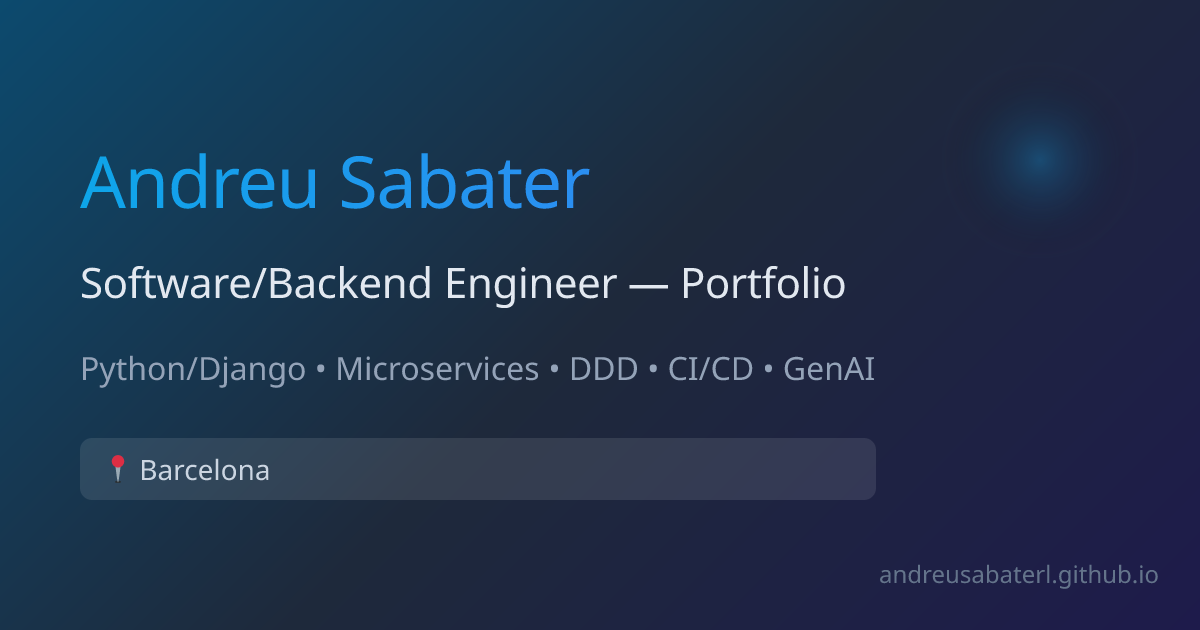 Andreu Sabater
Software/Backend Engineer — Portfolio
Python/Django • Microservices • DDD • CI/CD • GenAI
📍 Barcelona
andreusabaterl.github.io